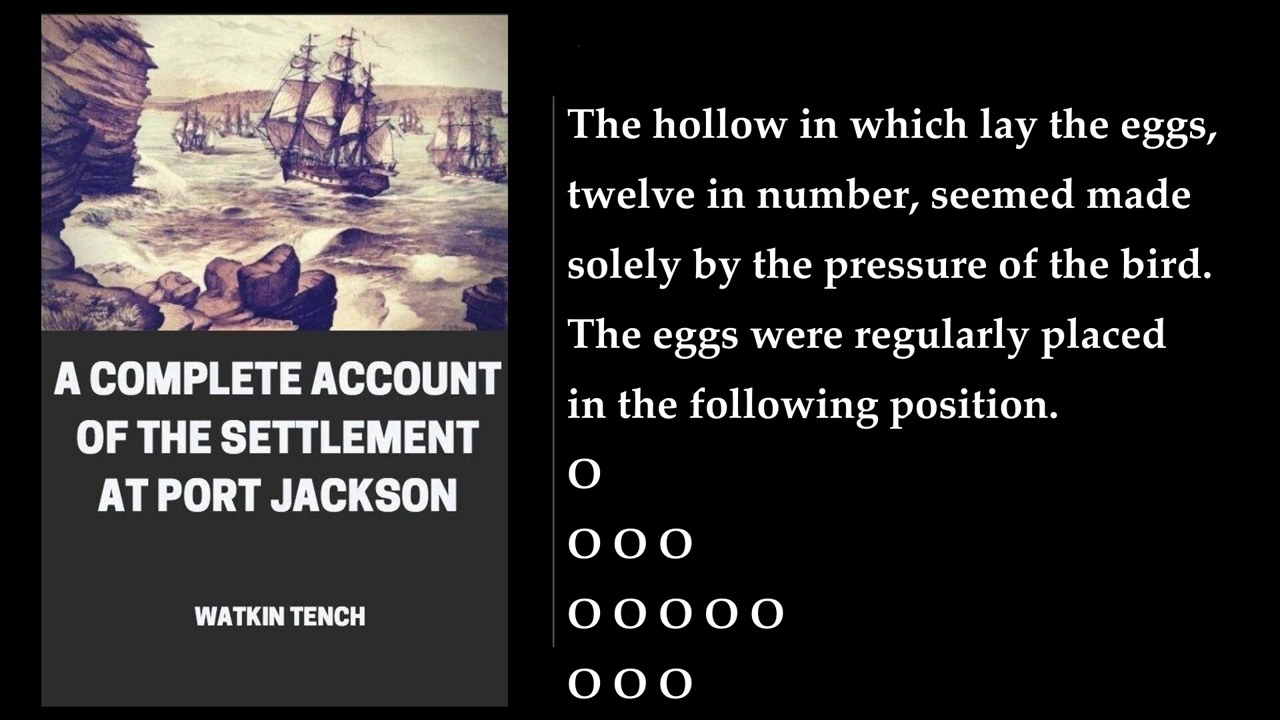 A COMPLETE ACCOUNT
OF THE SETTLEMENT
AT PORT JACKSON
WATKIN TENCH
The hollow in which lay the eggs,
twelve in number, seemed made
solely by the pressure of the bird.
The eggs were regularly placed
in the following position.
O
O O O
O O O O O
O O O